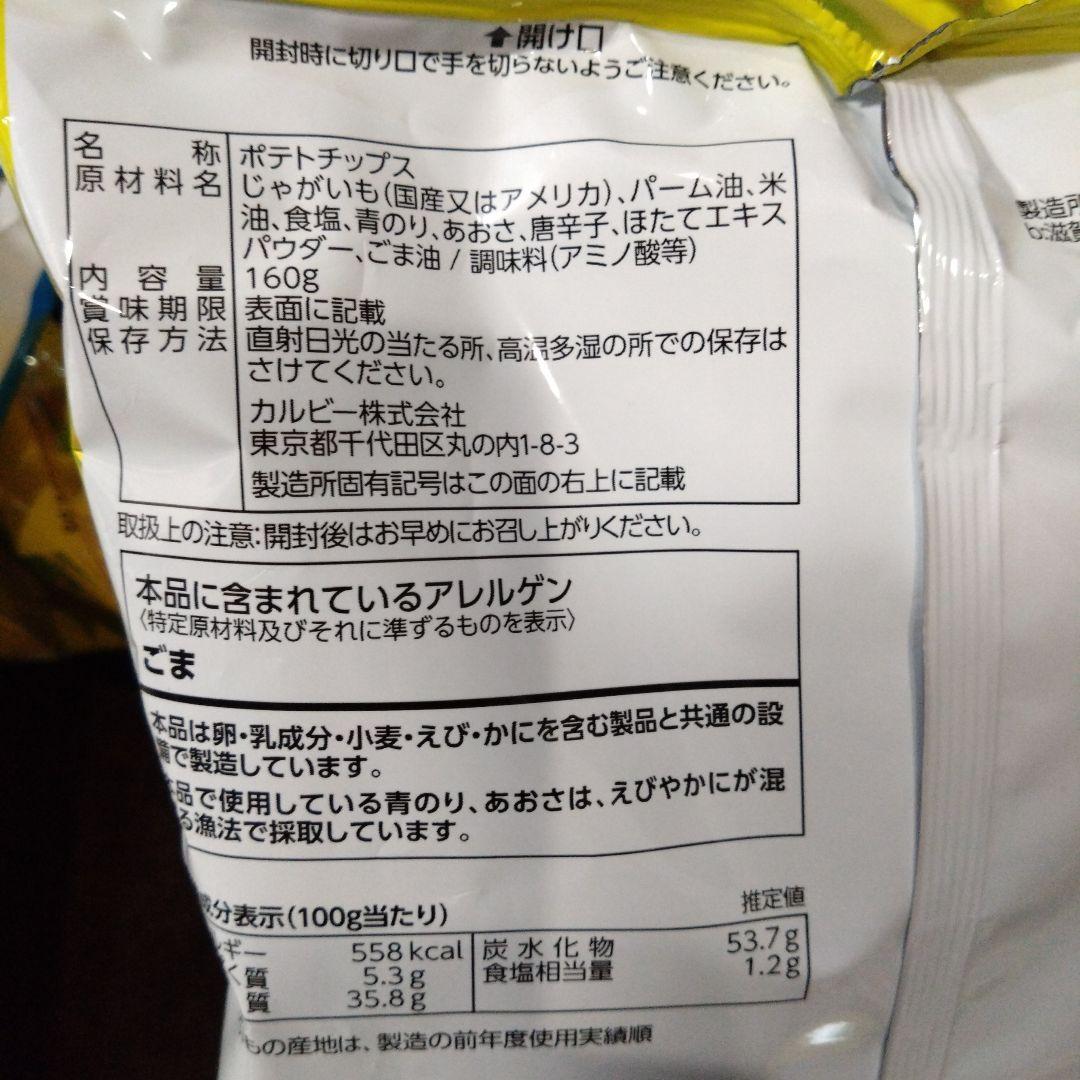 ⬆開け口
開封時に切り口で手を切らないようご注意ください。
名称 ポテトチップス
原材料名 じゃがいも(国産又はアメリカ)、パーム油、米
油、食塩、青のり、あおさ、唐辛子、ほたてエキス
パウダー、ごま油 / 調味料(アミノ酸等)
内容量 160g
賞味期限 表面に記載
保存方法 直射日光の当たる所、高温多湿の所での保存は
さけてください。
カルビー株式会社
東京都千代田区丸の内1-8-3
製造所固有記号はこの面の右上に記載
取扱上の注意:開封後はお早めにお召し上がりください。
本品に含まれているアレルゲン
〈特定原材料及びそれに準ずるものを表示〉
ごま
本品は卵・乳成分・小麦・えび・かにを含む製品と共通の設
備で製造しています。
品で使用している青のり、あおさは、えびやかにが混
る漁法で採取しています。
成分表示(100g当たり) 推定値
ギー 558kcal 炭水化物 53.7g
く質 5.3g 食塩相当量 1.2g
質 35.8g
もの産地は、製造の前年度使用実績順
製造所
b:滋賀